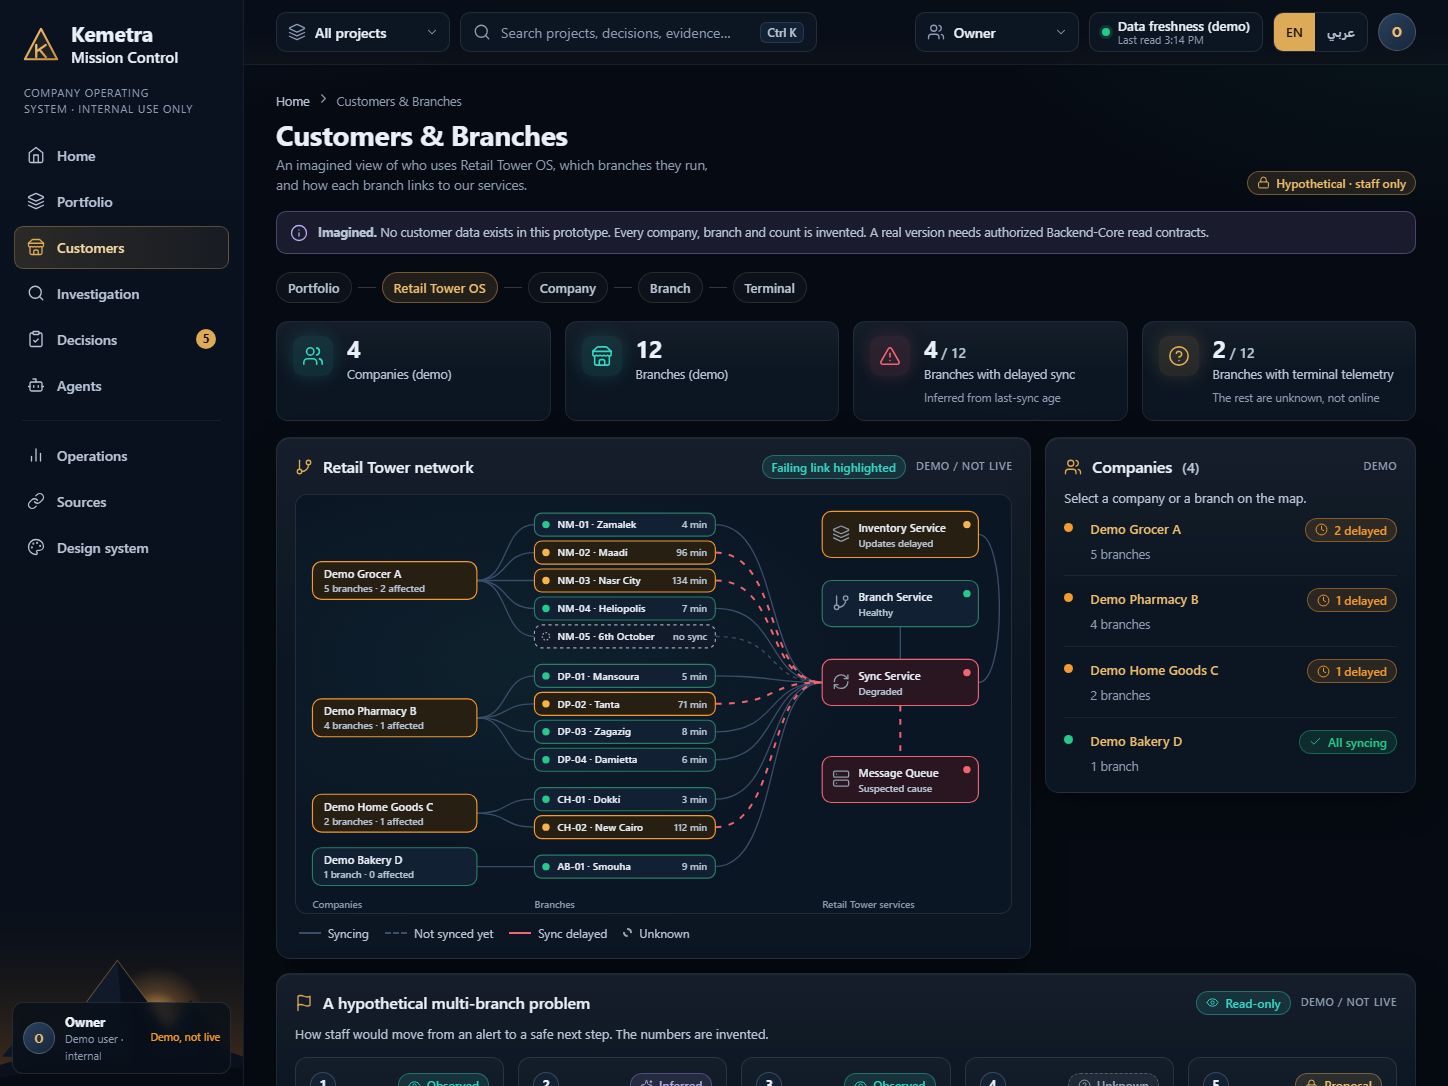 Kemetra
Mission Control
COMPANY OPERATING
SYSTEM · INTERNAL USE ONLY
Home
Portfolio
Customers
Investigation
Decisions
5
Agents
Operations
Sources
Design system
Owner
Demo user ·
internal
Demo, not live
O
All projects
Search projects, decisions, evidence...
Ctrl K
Owner
Data freshness (demo)
Last read 3:14 PM
EN
عربي
O
Home
Customers & Branches
Customers & Branches
An imagined view of who uses Retail Tower OS, which branches they run,
and how each branch links to our services.
Hypothetical · staff only
Imagined. No customer data exists in this prototype. Every company, branch and count is invented. A real version needs authorized Backend-Core read contracts.
Portfolio
Retail Tower OS
Company
Branch
Terminal
4
Companies (demo)
12
Branches (demo)
4 / 12
Branches with delayed sync
Inferred from last-sync age
2 / 12
Branches with terminal telemetry
The rest are unknown, not online
Retail Tower network
Failing link highlighted
DEMO / NOT LIVE
Demo Grocer A
5 branches · 2 affected
Demo Pharmacy B
4 branches · 1 affected
Demo Home Goods C
2 branches · 1 affected
Demo Bakery D
1 branch · 0 affected
Companies
NM-01 · Zamalek 4 min
NM-02 · Maadi 96 min
NM-03 · Nasr City 134 min
NM-04 · Heliopolis 7 min
NM-05 · 6th October no sync
DP-01 · Mansoura 5 min
DP-02 · Tanta 71 min
DP-03 · Zagazig 8 min
DP-04 · Damietta 6 min
CH-01 · Dokki 3 min
CH-02 · New Cairo 112 min
AB-01 · Smouha 9 min
Branches
Inventory Service
Updates delayed
Branch Service
Healthy
Sync Service
Degraded
Message Queue
Suspected cause
Retail Tower services
Syncing
Not synced yet
Sync delayed
Unknown
Companies (4)
DEMO
Select a company or a branch on the map.
Demo Grocer A
2 delayed
5 branches
Demo Pharmacy B
1 delayed
4 branches
Demo Home Goods C
1 delayed
2 branches
Demo Bakery D
All syncing
1 branch
A hypothetical multi-branch problem
Read-only
DEMO / NOT LIVE
How staff would move from an alert to a safe next step. The numbers are invented.
1
Observed
2
Inferred
3
Observed
4
Unknown
5
Proposal